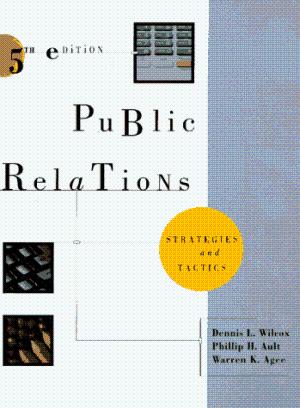 5TH eDiTiON
PuBlic
RelaTioNs
STRATEGIES
and
TACTICS
Dennis L. Wilcox
Phillip H. Ault
Warren K. Agee